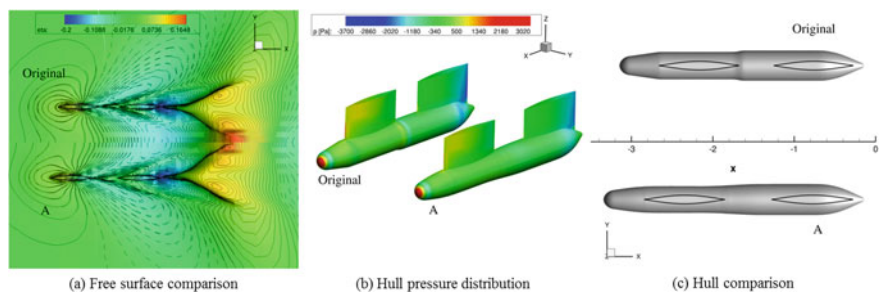 eta: -0.2 -0.1088 -0.0176 0.0736 0.1648
Y
X
Original
A
(a) Free surface comparison
p [Pa]: -3700 -2860 -2020 -1180 -340 500 1340 2180 3020
Z
X Y
Original
A
(b) Hull pressure distribution
Original
-3 -2 -1 0
x
A
Y
Z X
(c) Hull comparison